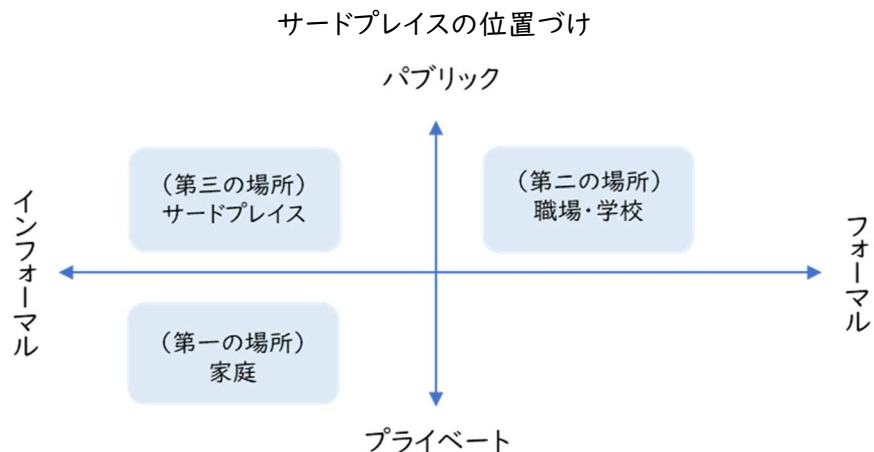 サードプレイスの位置づけ
パブリック
(第三の場所)
サードプレイス
(第二の場所)
職場・学校
インフォーマル
フォーマル
(第一の場所)
家庭
プライベート